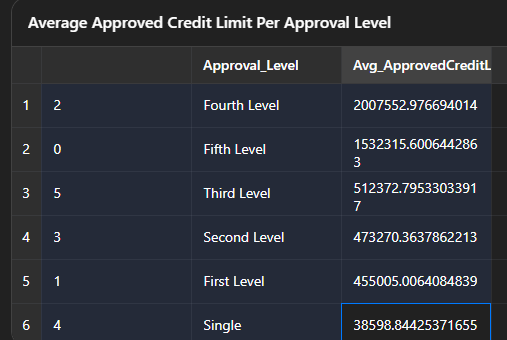 Average Approved Credit Limit Per Approval Level
Approval_Level Avg_ApprovedCreditL
1 2 Fourth Level 2007552.976694014
2 0 Fifth Level 1532315.600644286
3
3 5 Third Level 512372.7953303391
7
4 3 Second Level 473270.3637862213
5 1 First Level 455005.0064084839
6 4 Single 38598.84425371655